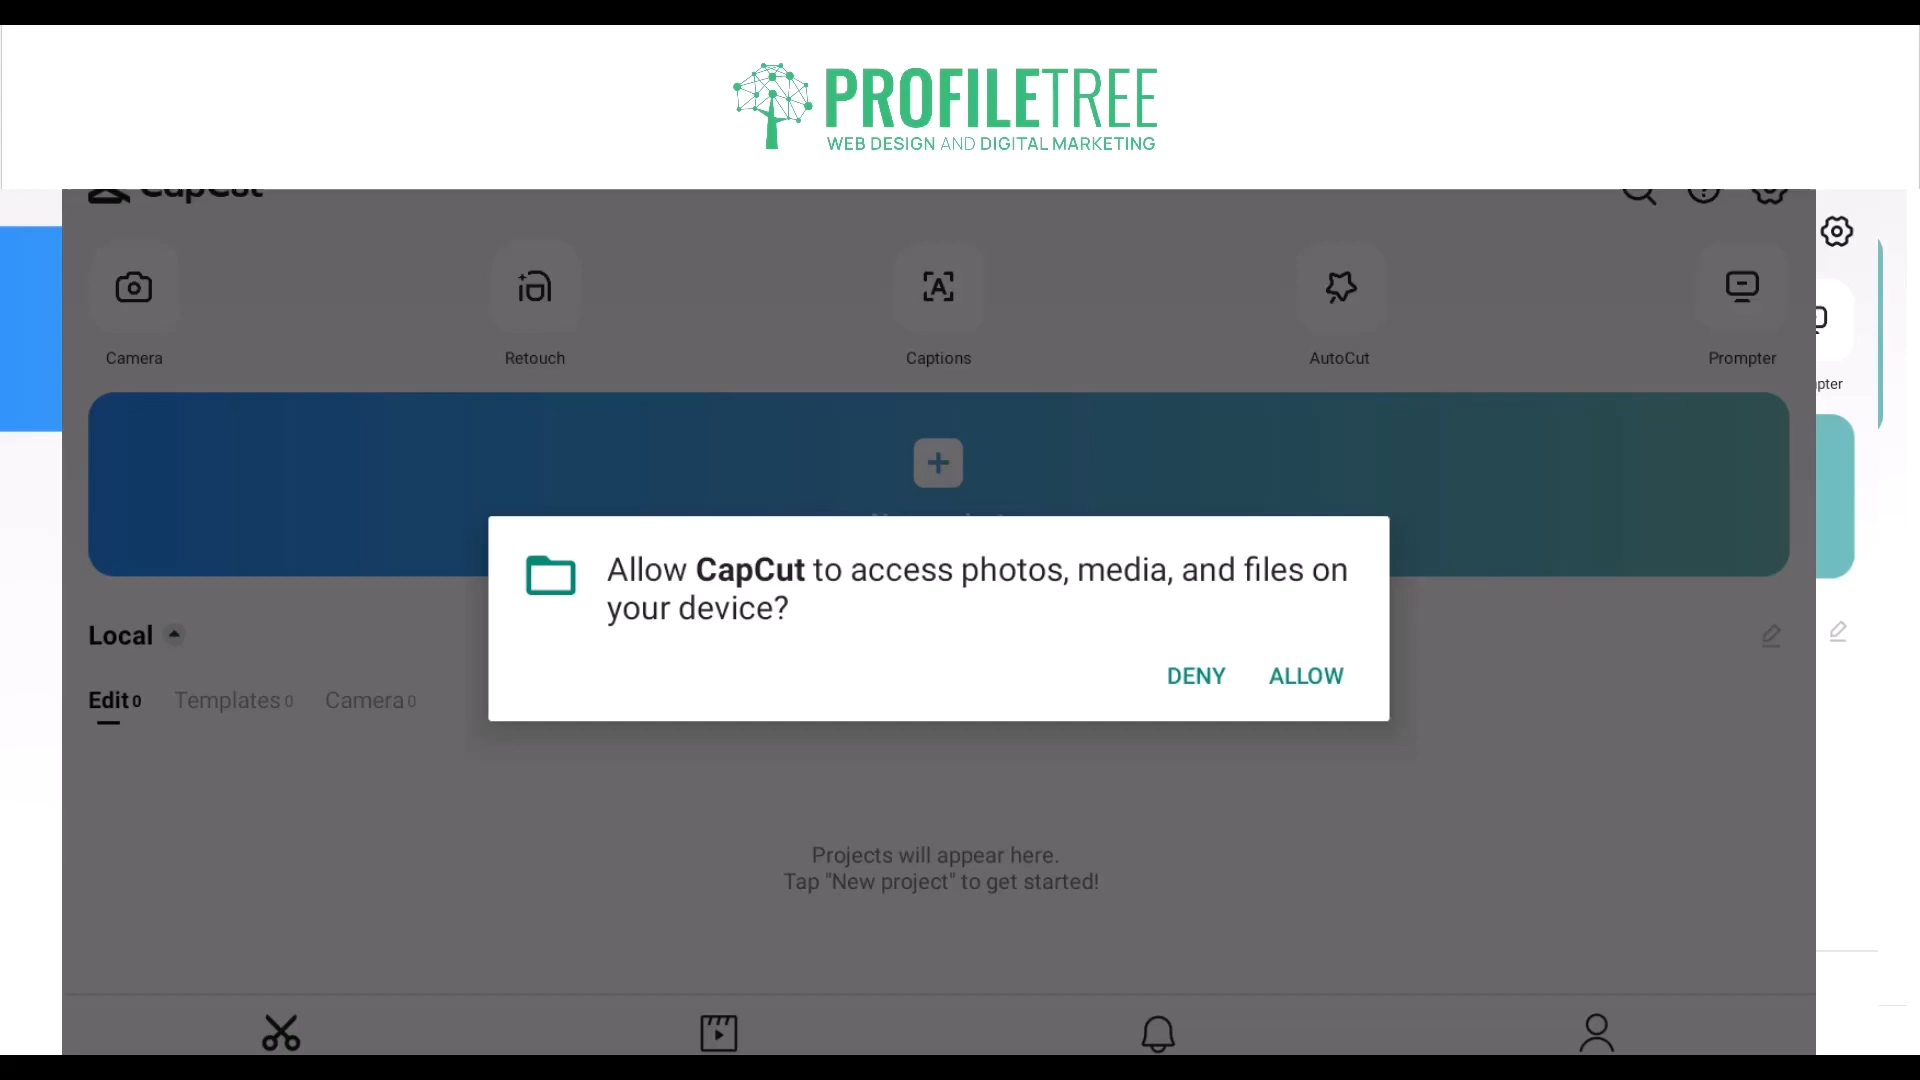 PROFILETREE
WEB DESIGN AND DIGITAL MARKETING
CapCut
Camera
Retouch
Captions
AutoCut
Prompter
pter
Allow CapCut to access photos, media, and files on
your device?
DENY
ALLOW
Local
Edit 0
Templates 0
Camera 0
Projects will appear here.
Tap "New project" to get started!